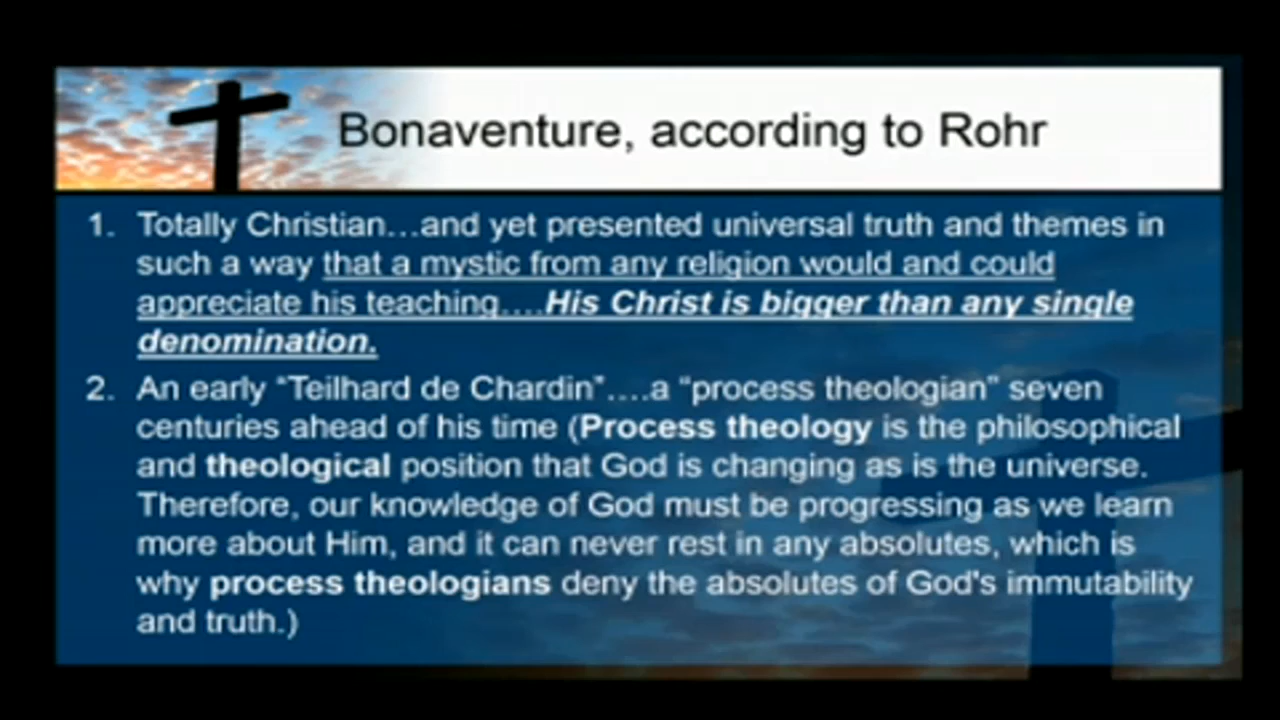 Bonaventure, according to Rohr
1. Totally Christian...and yet presented universal truth and themes in
such a way that a mystic from any religion would and could
appreciate his teaching....His Christ is bigger than any single
denomination.
2. An early "Teilhard de Chardin"....a "process theologian" seven
centuries ahead of his time (Process theology is the philosophical
and theological position that God is changing as is the universe.
Therefore, our knowledge of God must be progressing as we learn
more about Him, and it can never rest in any absolutes, which is
why process theologians deny the absolutes of God's immutability
and truth.)